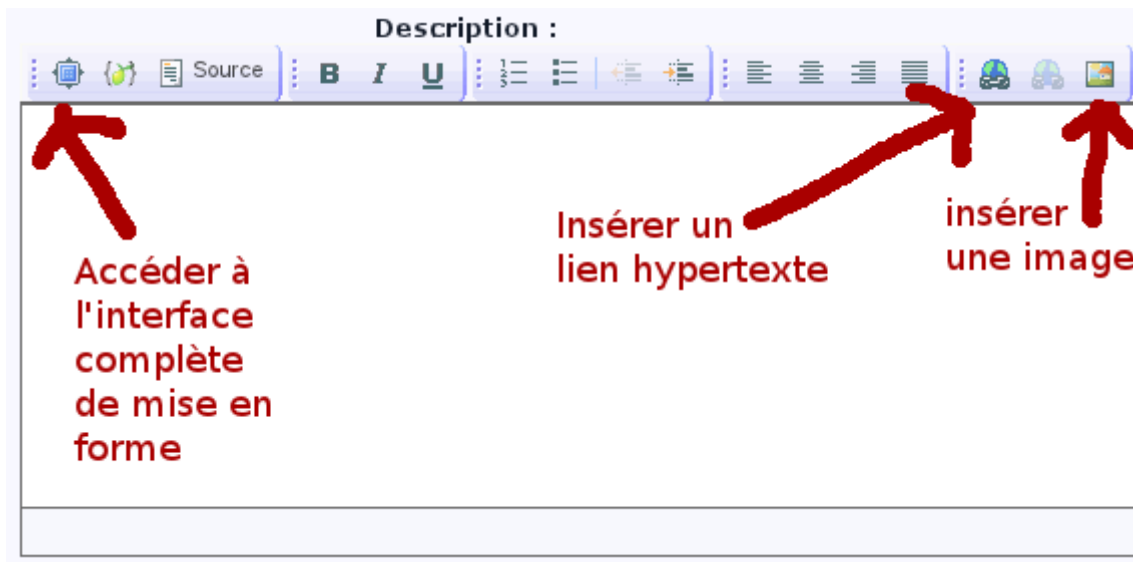 Description :
Source B I U
Insérer un
lien hypertexte
insérer
une image
Accéder à
l'interface
complète
de mise en
forme